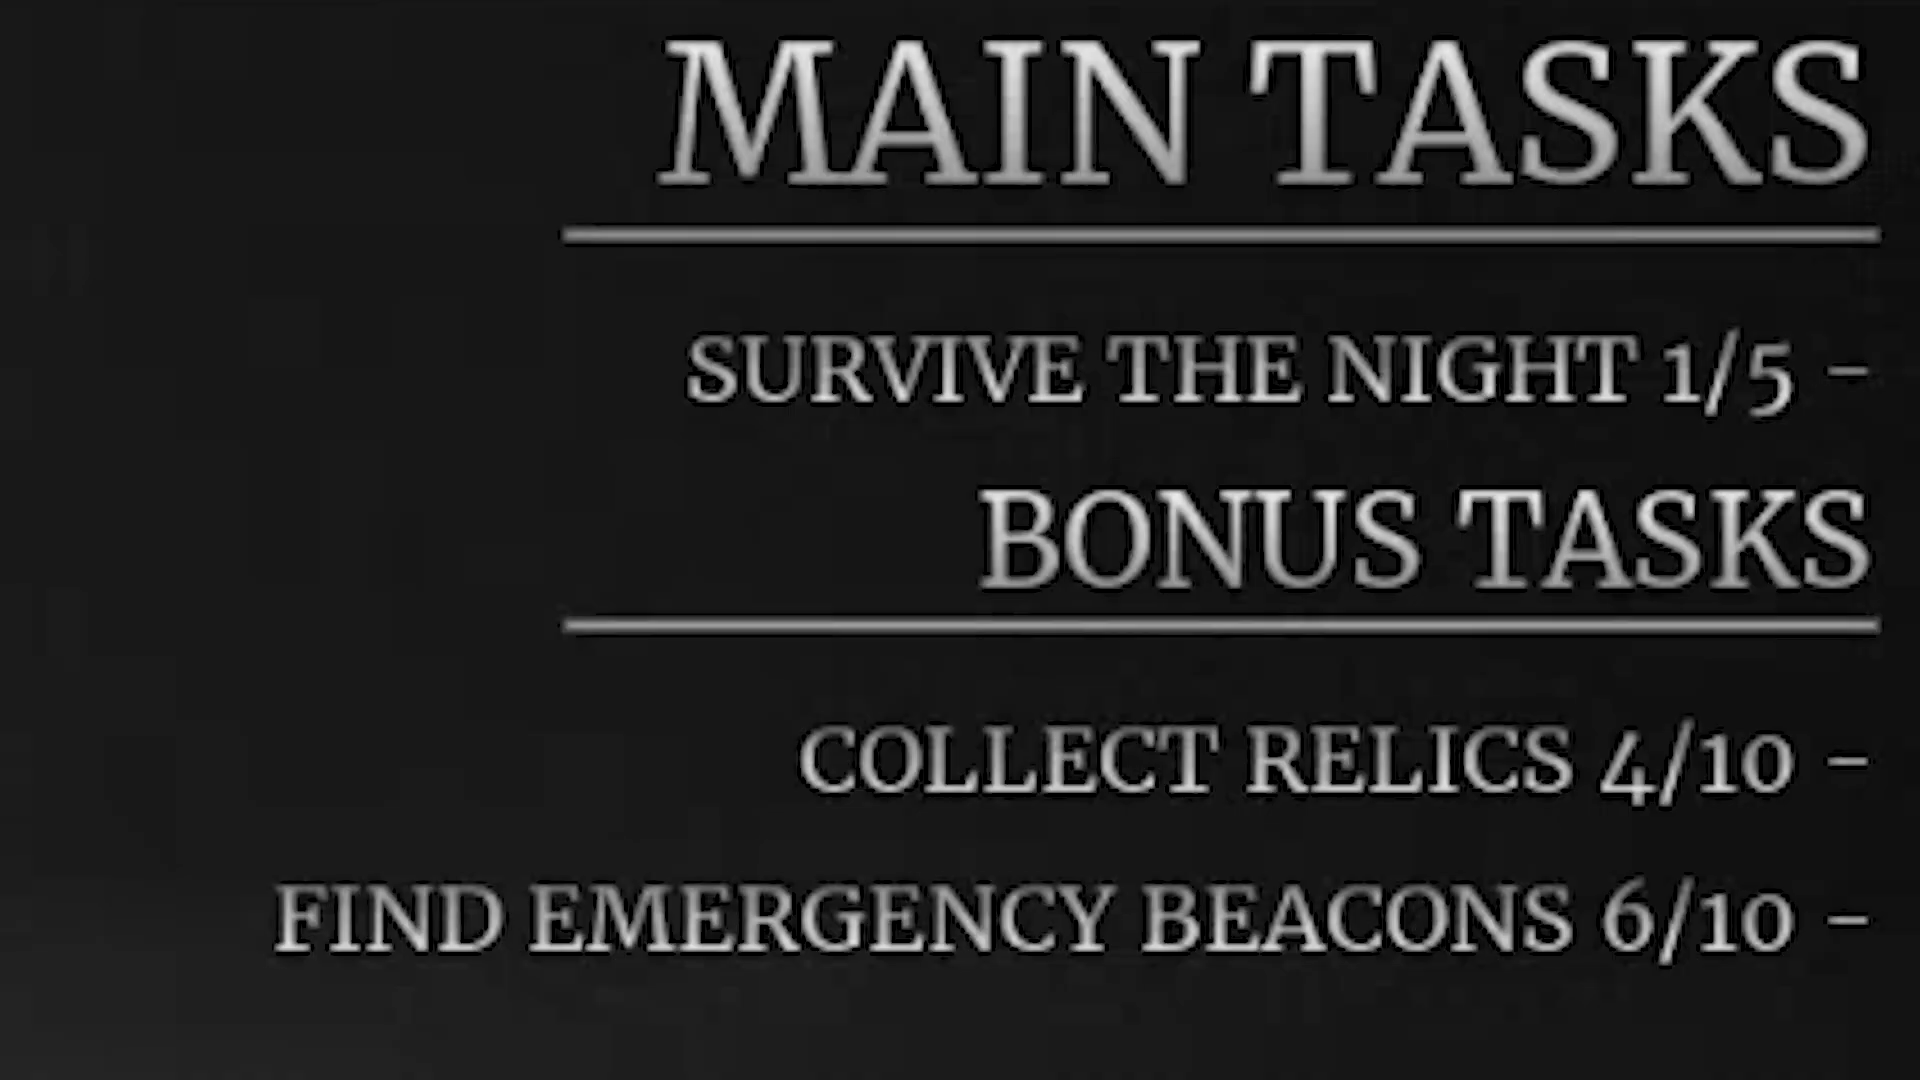 MAIN TASKS
SURVIVE THE NIGHT 1/5 –
BONUS TASKS
COLLECT RELICS 4/10 –
FIND EMERGENCY BEACONS 6/10 –